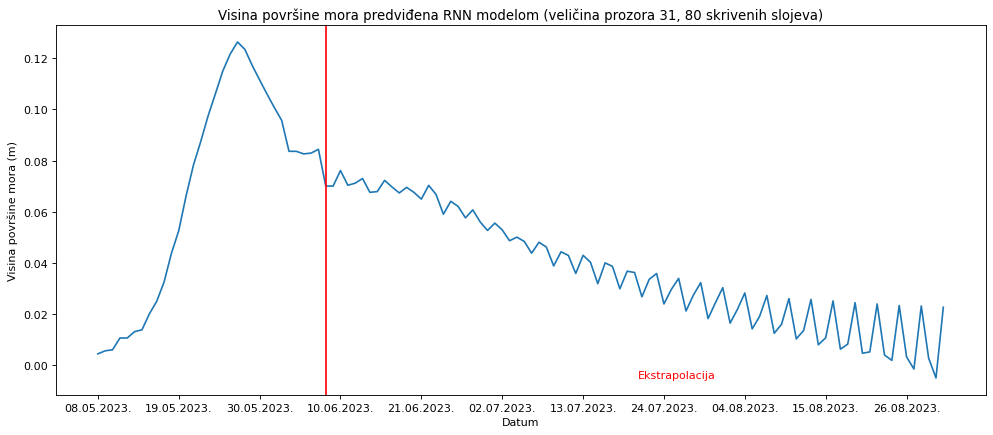 Visina površine mora predviđena RNN modelom (veličina prozora 31, 80 skrivenih slojeva)
Visina površine mora (m)
0.12
0.10
0.08
0.06
0.04
0.02
0.00
Ekstrapolacija
08.05.2023. 19.05.2023. 30.05.2023. 10.06.2023. 21.06.2023. 02.07.2023. 13.07.2023. 24.07.2023. 04.08.2023. 15.08.2023. 26.08.2023.
Datum